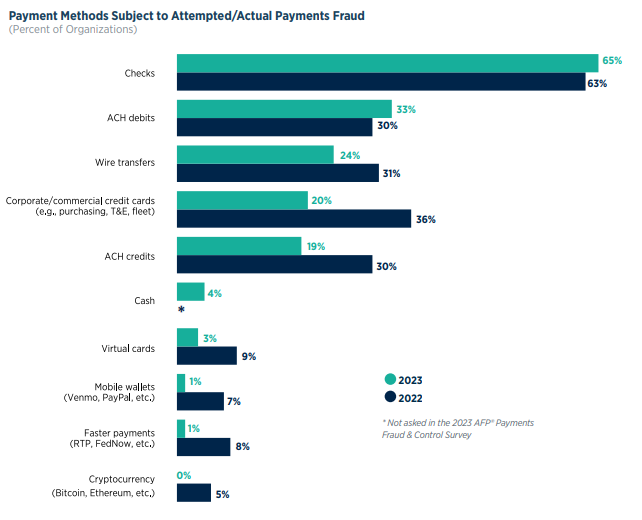 Payment Methods Subject to Attempted/Actual Payments Fraud
(Percent of Organizations)
Checks
65%
63%
ACH debits
33%
30%
Wire transfers
24%
31%
Corporate/commercial credit cards
(e.g., purchasing, T&E, fleet)
20%
36%
ACH credits
19%
30%
Cash
4%
*
Virtual cards
3%
9%
Mobile wallets
(Venmo, PayPal, etc,)
1%
7%
Faster payments
(RTP, FedNow, etc,)
1%
8%
Cryptocurrency
(Bitcoin, Ethereum, etc,)
0%
5%
2023
2022
* Not asked in the 2023 AFP® Payments
Fraud & Control Survey